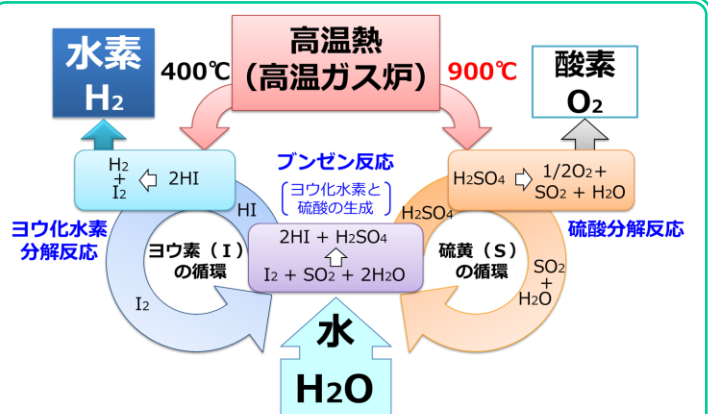 高温熱
（高温ガス炉）
水素
H₂
400℃
900℃
酸素
O₂
H₂
+
I₂
⇦ 2HI
ブンゼン反応
ヨウ化水素と
硫酸の生成
H₂SO₄ ⇨ 1/2O₂+
SO₂ + H₂O
HI
H₂SO₄
ヨウ化水素
分解反応
硫酸分解反応
ヨウ素（I）
の循環
2HI + H₂SO₄
⇧
I₂ + SO₂ + 2H₂O
硫黄（S）
の循環
I₂
SO₂
+
H₂O
水
H₂O